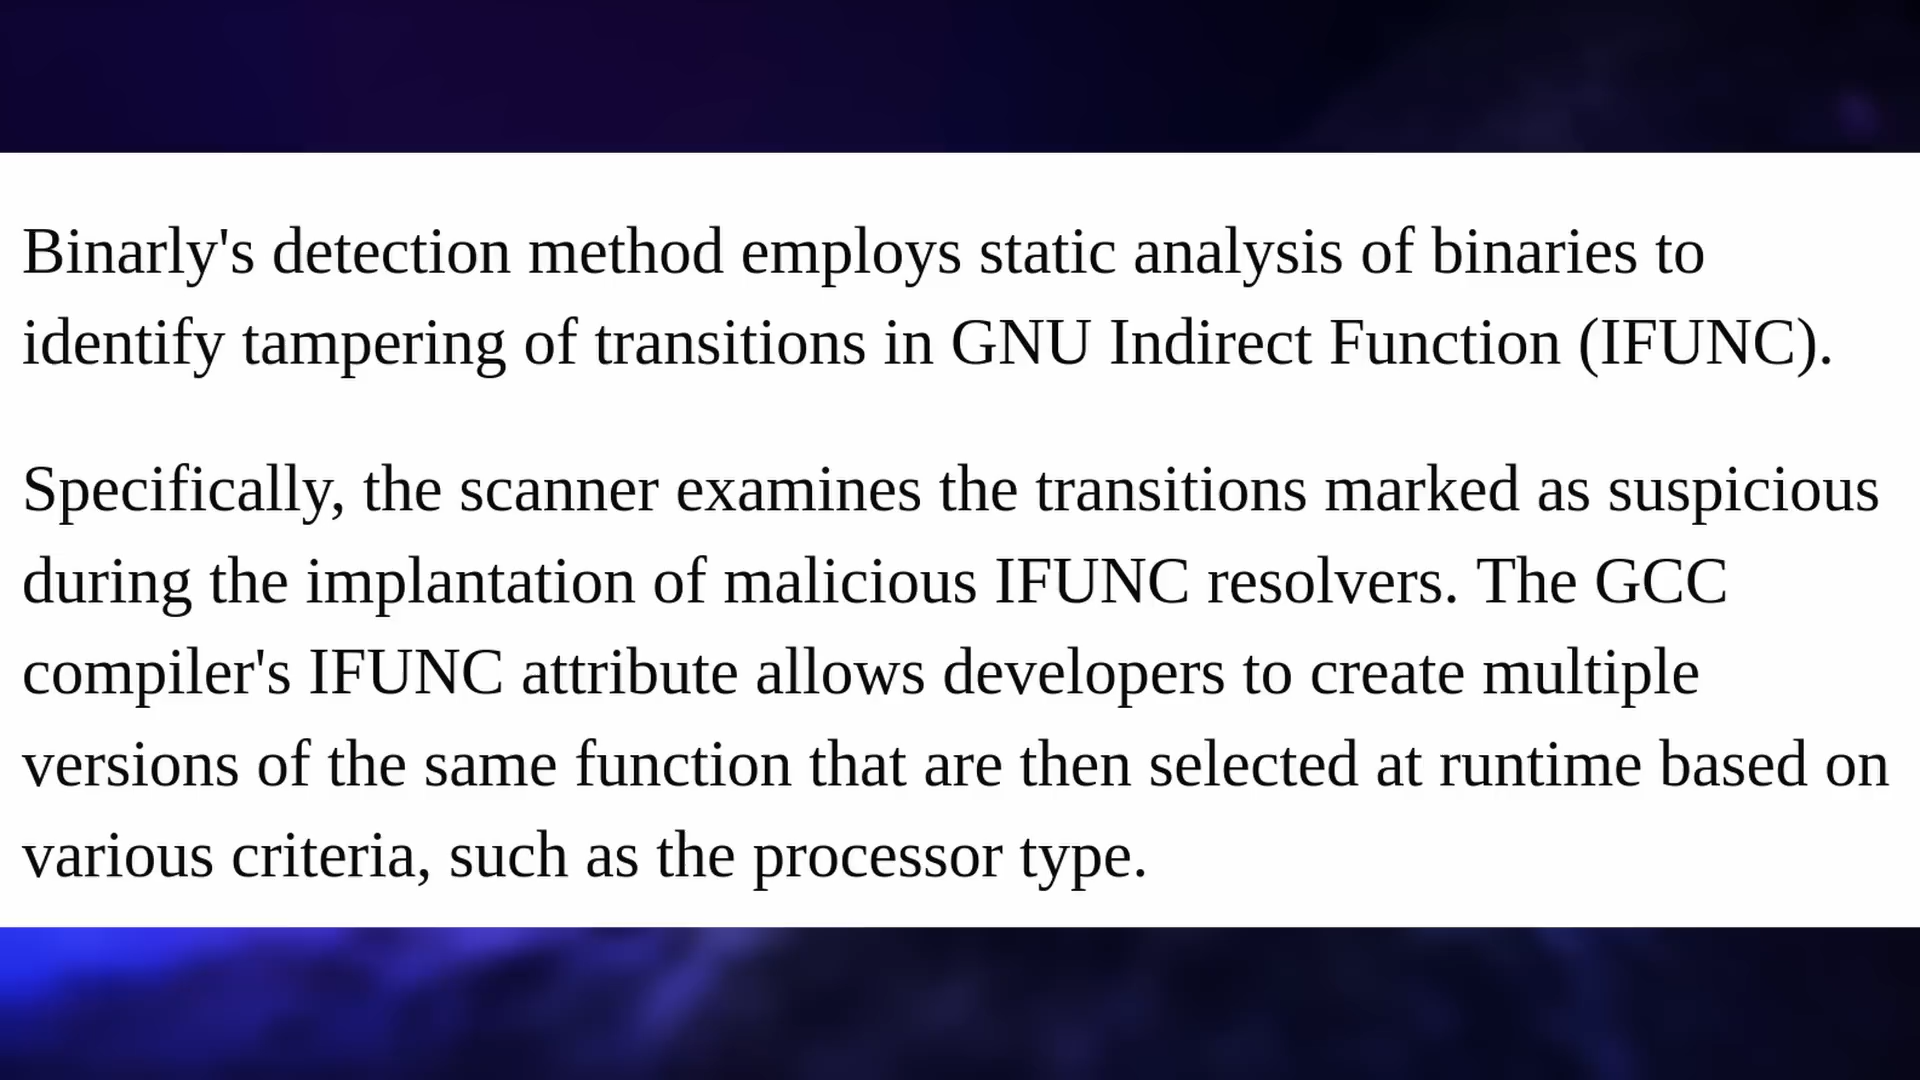 Binarly's detection method employs static analysis of binaries to
identify tampering of transitions in GNU Indirect Function (IFUNC).
Specifically, the scanner examines the transitions marked as suspicious
during the implantation of malicious IFUNC resolvers. The GCC
compiler's IFUNC attribute allows developers to create multiple
versions of the same function that are then selected at runtime based on
various criteria, such as the processor type.